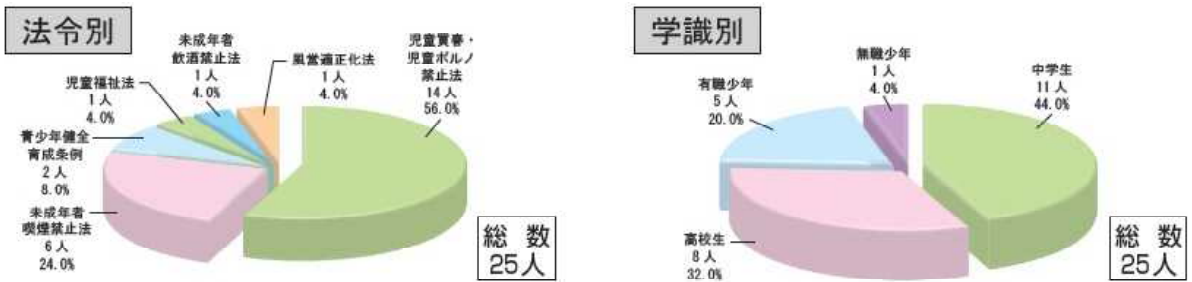 法令別
児童買春・
児童ポルノ
禁止法
14人
56.0%
風営適正化法
1人
4.0%
未成年者
飲酒禁止法
1人
4.0%
児童福祉法
1人
4.0%
青少年健全
育成条例
2人
8.0%
未成年者
喫煙禁止法
6人
24.0%
総数
25人
学識別
中学生
11人
44.0%
無職少年
1人
4.0%
有職少年
5人
20.0%
高校生
8人
32.0%
総数
25人